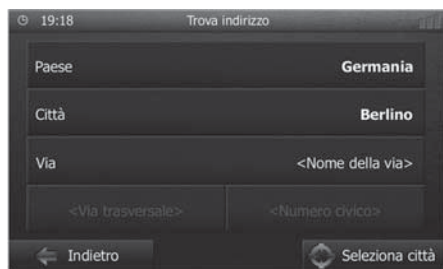 19:18 Trova indirizzo
Paese Germania
Città Berlino
Via <Nome della via>
<Via trasversale> <Numero civico>
Indietro Seleziona città